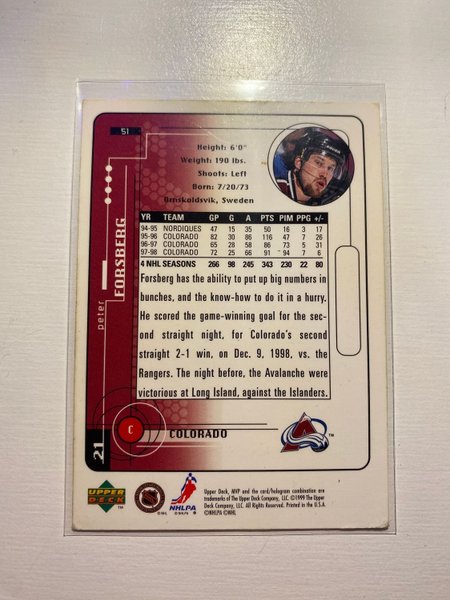 51
Height: 6'0"
Weight: 190 lbs.
Shoots: Left
Born: 7/20/73
Ornskoldsvik, Sweden
peter FORSBERG
YR TEAM GP G A PTS PIM PPG +/-
94-95 NORDIQUES 47 15 35 50 16 3 17
95-96 COLORADO 82 30 86 116 47 7 26
96-97 COLORADO 65 28 58 86 73 5 31
97-98 COLORADO 72 25 66 91 94 7 6
4 NHL SEASONS 266 98 245 343 230 22 80
Forsberg has the ability to put up big numbers in
bunches, and the know-how to do it in a hurry.
He scored the game-winning goal for the sec-
ond straight night, for Colorado's second
straight 2-1 win, on Dec. 9, 1998, vs. the
Rangers. The night before, the Avalanche were
victorious at Long Island, against the Islanders.
21
C
COLORADO
TM
UPPER
DECK
NHLPA
Upper Deck, MVP and the card/hologram combination are
trademarks of The Upper Deck Company, LLC. ©1999 The Upper
Deck Company, LLC. All Rights Reserved. Printed in the U.S.A.
©NHLPA ©NHL